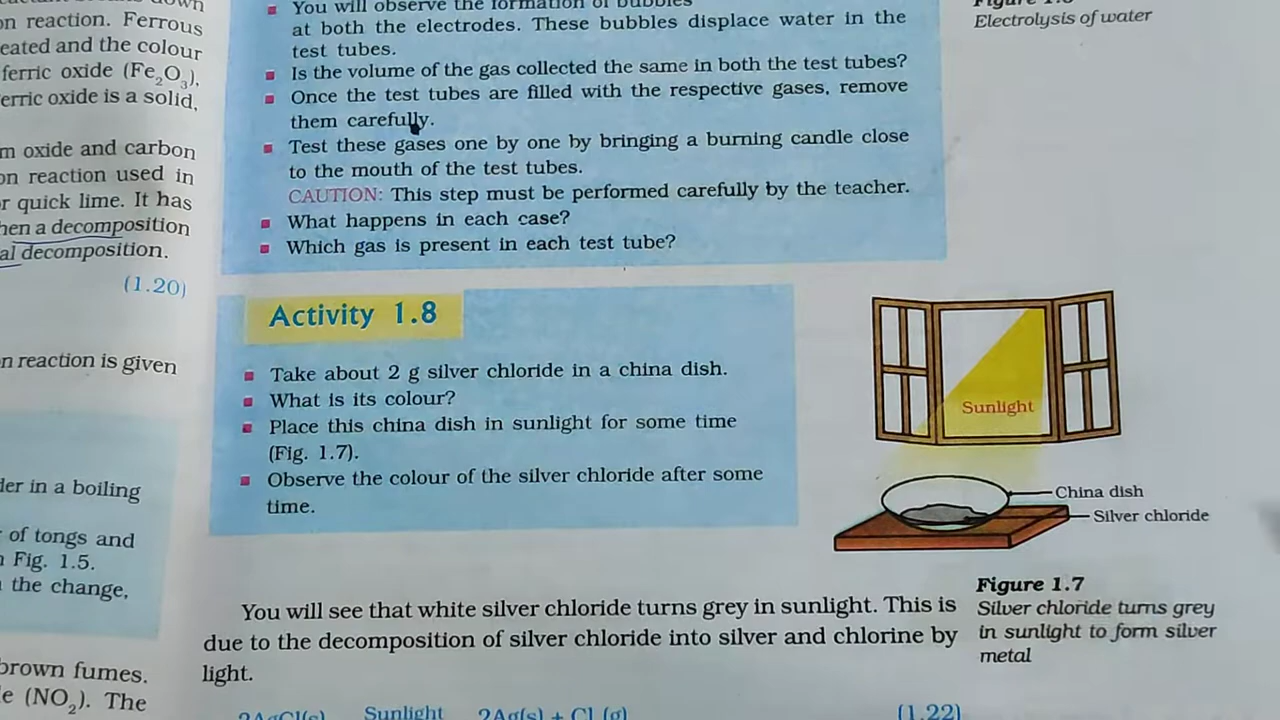 on reaction. Ferrous
eated and the colour
ferric oxide (Fe₂O₃),
erric oxide is a solid,
m oxide and carbon
on reaction used in
r quick lime. It has
hen a decomposition
al decomposition.
(1.20)
n reaction is given
der in a boiling
of tongs and
Fig. 1.5.
the change,
brown fumes.
e (NO₂). The
You will observe the formation of bubbles
at both the electrodes. These bubbles displace water in the
test tubes.
Is the volume of the gas collected the same in both the test tubes?
Once the test tubes are filled with the respective gases, remove
them carefully.
Test these gases one by one by bringing a burning candle close
to the mouth of the test tubes.
CAUTION: This step must be performed carefully by the teacher.
What happens in each case?
Which gas is present in each test tube?
Electrolysis of water
Activity 1.8
Take about 2 g silver chloride in a china dish.
What is its colour?
Place this china dish in sunlight for some time
(Fig. 1.7).
Observe the colour of the silver chloride after some
time.
Sunlight
China dish
Silver chloride
Figure 1.7
Silver chloride turns grey
in sunlight to form silver
metal
You will see that white silver chloride turns grey in sunlight. This is
due to the decomposition of silver chloride into silver and chlorine by
light.
2AgCl(s) Sunlight 2Ag(s) + Cl (g) (1.22)